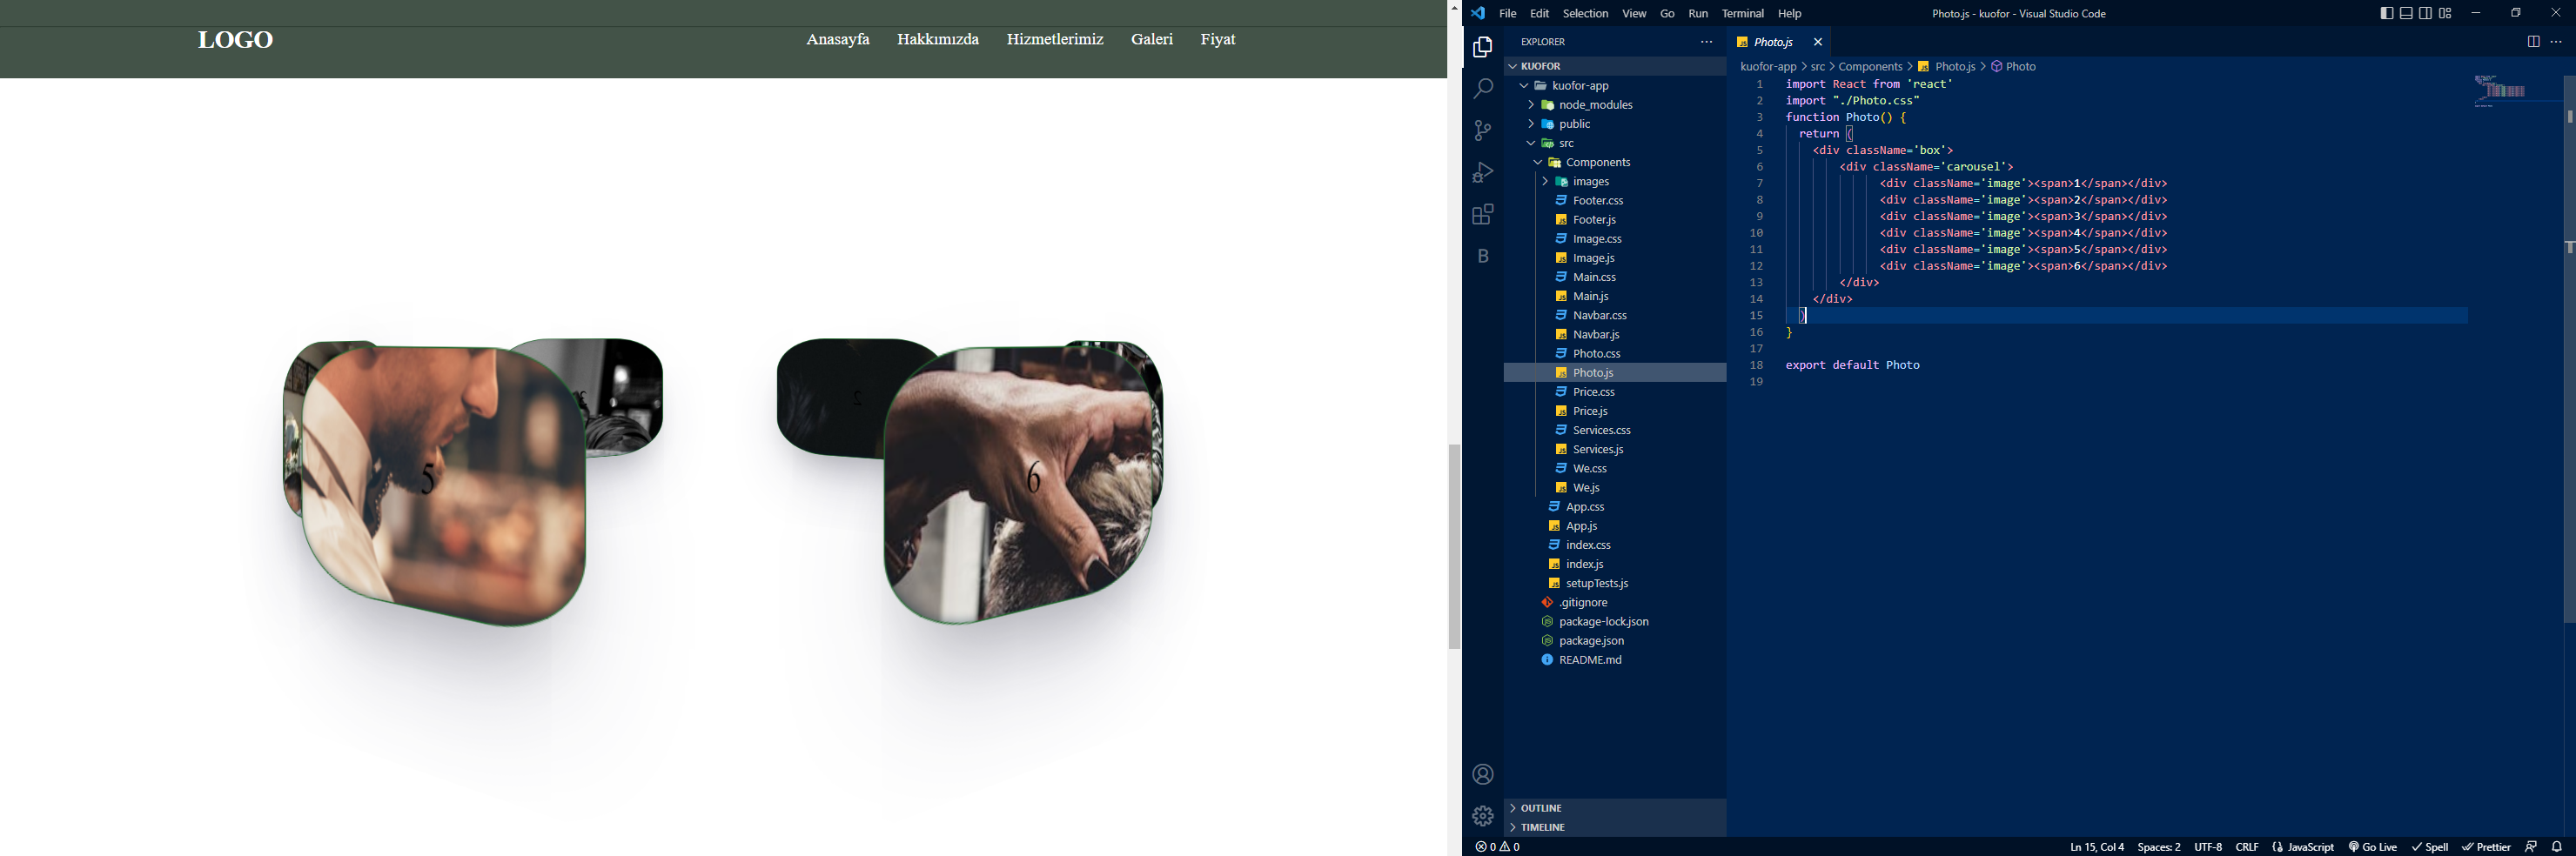 LOGO
Anasayfa Hakkımızda Hizmetlerimiz Galeri Fiyat
5
6
File Edit Selection View Go Run Terminal Help
Photo.js - kuofor - Visual Studio Code
EXPLORER
KUOFOR
kuofor-app
node_modules
public
src
Components
images
Footer.css
Footer.js
Image.css
Image.js
Main.css
Main.js
Navbar.css
Navbar.js
Photo.css
Photo.js
Price.css
Price.js
Services.css
Services.js
We.css
We.js
App.css
App.js
index.css
index.js
setupTests.js
.gitignore
package-lock.json
package.json
README.md
OUTLINE
TIMELINE
Photo.js
kuofor-app > src > Components > Photo.js > Photo
1 import React from 'react'
2 import "./Photo.css"
3 function Photo() {
4 return (
5 <div className='box'>
6 <div className='carousel'>
7 <div className='image'><span>1</span></div>
8 <div className='image'><span>2</span></div>
9 <div className='image'><span>3</span></div>
10 <div className='image'><span>4</span></div>
11 <div className='image'><span>5</span></div>
12 <div className='image'><span>6</span></div>
13 </div>
14 </div>
15 )
16 }
17
18 export default Photo
19
0 0
Ln 15, Col 4 Spaces: 2 UTF-8 CRLF JavaScript Go Live Spell Prettier